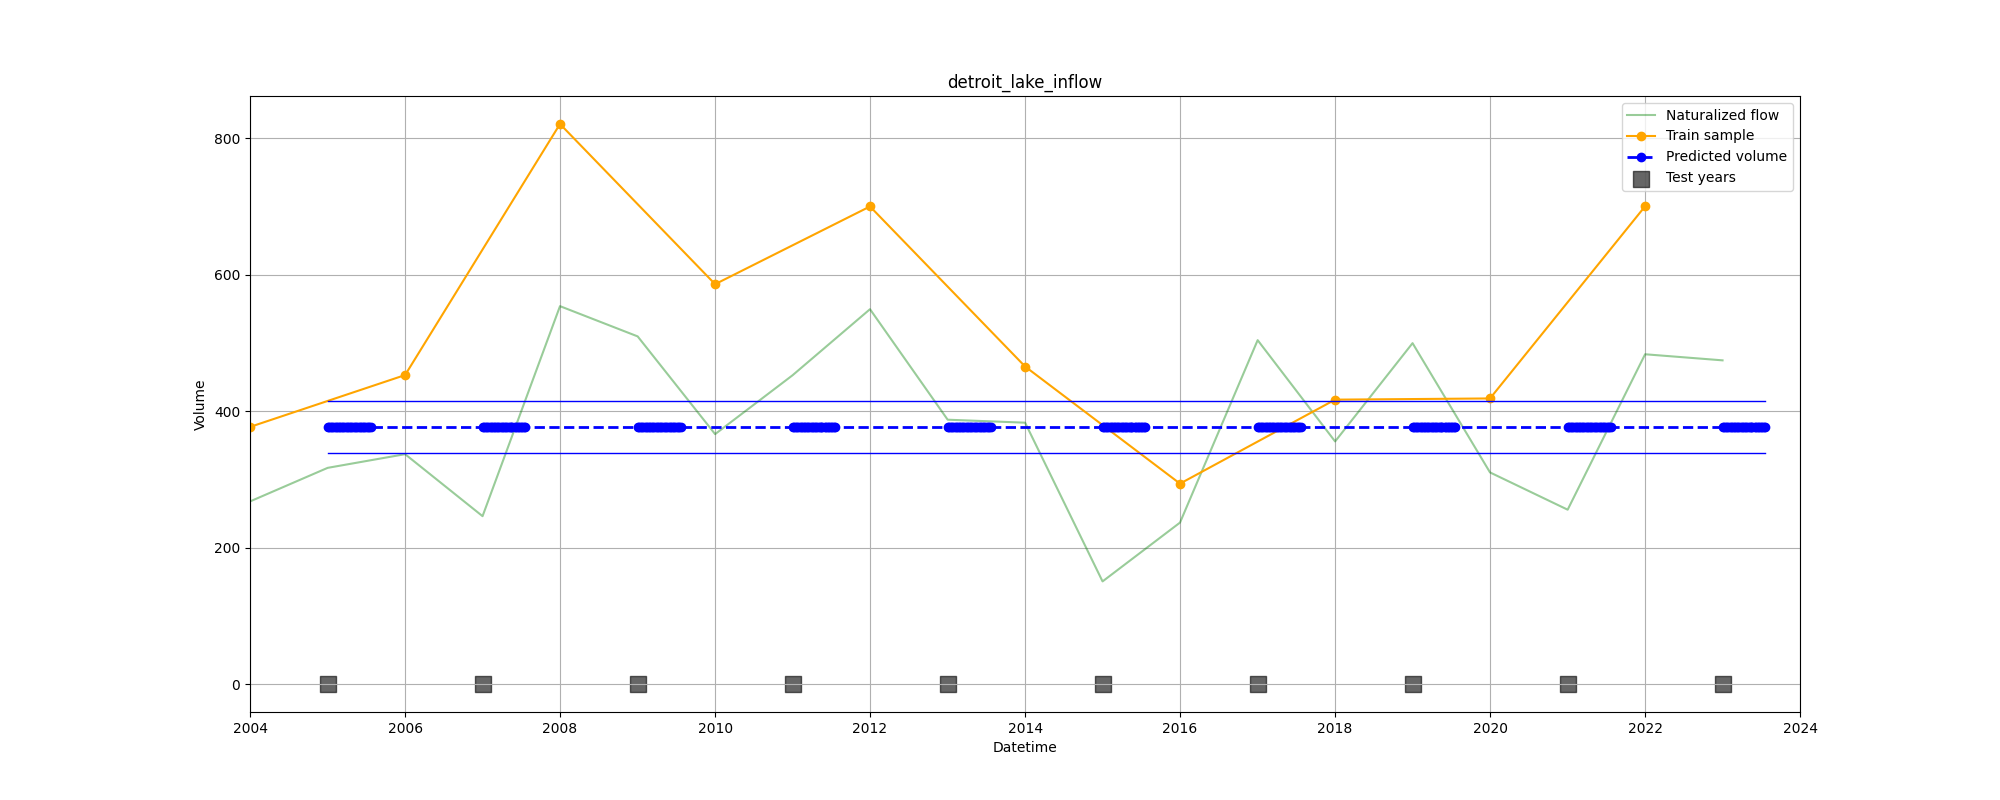 detroit_lake_inflow
Naturalized flow
Train sample
Predicted volume
Test years
Volume
800
600
400
200
0
2004 2006 2008 2010 2012 2014 2016 2018 2020 2022 2024
Datetime